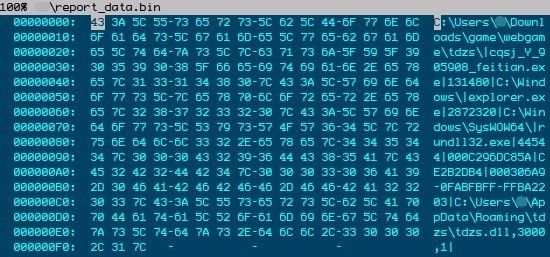 100% \report_data.bin
00000000: 43 3A 5C 55-73 65 72 73-5C 62 5C 44-6F 77 6E 6C C:\Users\ \Downl
00000010: 6F 61 64 73-5C 67 61 6D-65 5C 77 65-62 67 61 6D oads\game\webgam
00000020: 65 5C 74 64-7A 73 5C 7C-63 71 73 6A-5F 59 5F 39 e\tdzs\|cqsj_Y_9
00000030: 30 35 39 30-38 5F 66 65-69 74 69 61-6E 2E 65 78 05908_feitian.ex
00000040: 65 7C 31 33-31 34 38 30-7C 43 3A 5C-57 69 6E 64 e|131480|C:\Wind
00000050: 6F 77 73 5C-7C 65 78 70-6C 6F 72 65-72 2E 65 78 ows\|explorer.ex
00000060: 65 7C 32 38-37 32 33 32-30 7C 43 3A-5C 57 69 6E e|2872320|C:\Win
00000070: 64 6F 77 73-5C 53 79 73-57 4F 57 36-34 5C 7C 72 dows\SysWOW64\|r
00000080: 75 6E 64 6C-6C 33 32 2E-65 78 65 7C-34 34 35 34 undll32.exe|4454
00000090: 34 7C 30 30-30 43 32 39-36 44 43 38-35 41 7C 43 4|000C296DC85A|C
000000A0: 45 32 42 32-44 42 34 7C-30 30 30 33-30 36 41 39 E2B2DB4|000306A9
000000B0: 2D 30 46 41-42 46 42 46-46 2D 46 46-42 41 32 32 -0FABFBFF-FFBA22
000000C0: 30 33 7C 43-3A 5C 55 73-65 72 73 5C-62 5C 41 70 03|C:\Users\ \Ap
000000D0: 70 44 61 74-61 5C 52 6F-61 6D 69 6E-67 5C 74 64 pData\Roaming\td
000000E0: 7A 73 5C 74-64 7A 73 2E-64 6C 6C 2C-33 30 30 30 zs\tdzs.dll,3000
000000F0: 2C 31 7C - - - ,1|